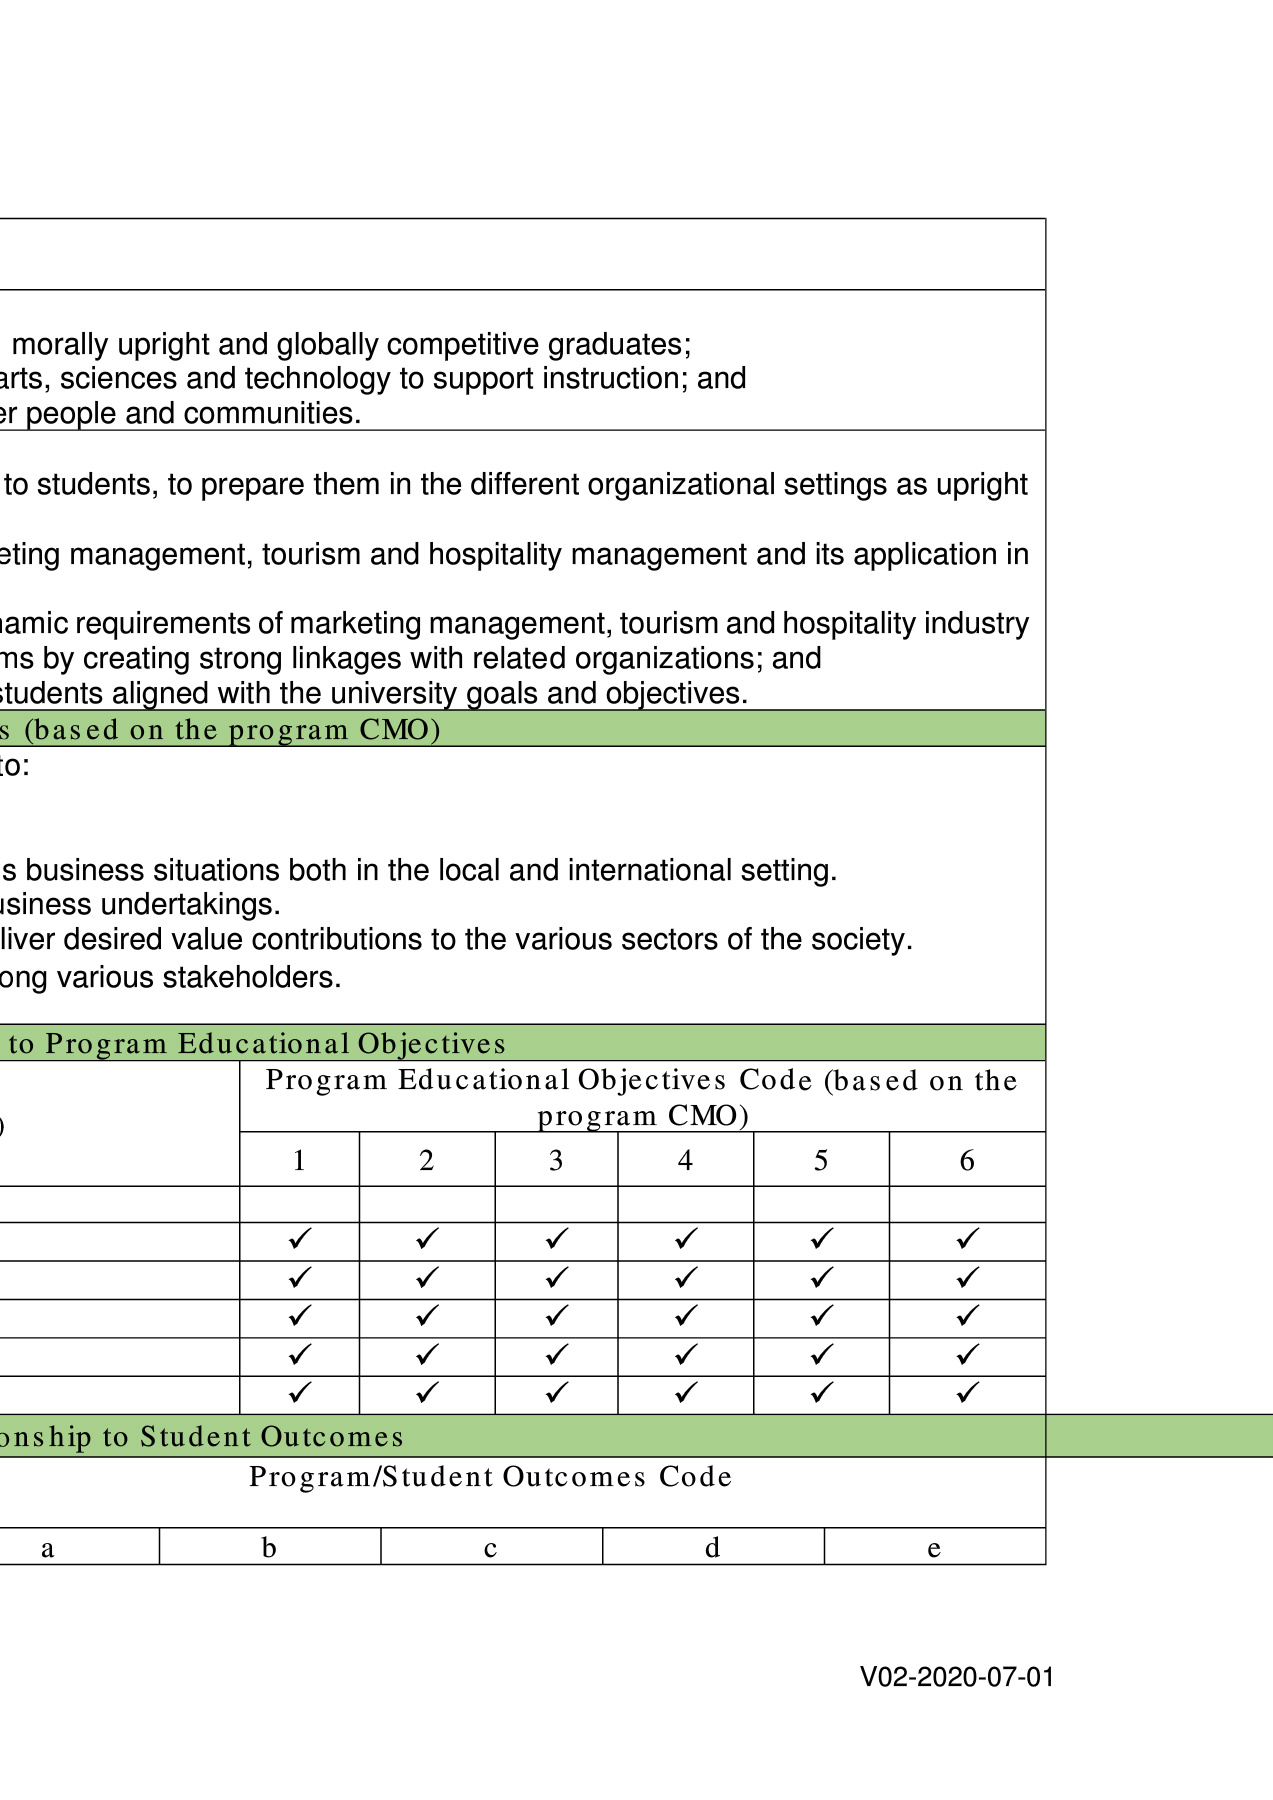 morally upright and globally competitive graduates;
arts, sciences and technology to support instruction; and
er people and communities.
to students, to prepare them in the different organizational settings as upright
eting management, tourism and hospitality management and its application in
namic requirements of marketing management, tourism and hospitality industry
ms by creating strong linkages with related organizations; and
students aligned with the university goals and objectives.
s (based on the program CMO)
to:
s business situations both in the local and international setting.
usiness undertakings.
liver desired value contributions to the various sectors of the society.
ong various stakeholders.
to Program Educational Objectives
Program Educational Objectives Code (based on the
)
program CMO)
1 2 3 4 5 6
✓ ✓ ✓ ✓ ✓ ✓
✓ ✓ ✓ ✓ ✓ ✓
✓ ✓ ✓ ✓ ✓ ✓
✓ ✓ ✓ ✓ ✓ ✓
✓ ✓ ✓ ✓ ✓ ✓
onship to Student Outcomes
Program/Student Outcomes Code
a b c d e
V02-2020-07-01